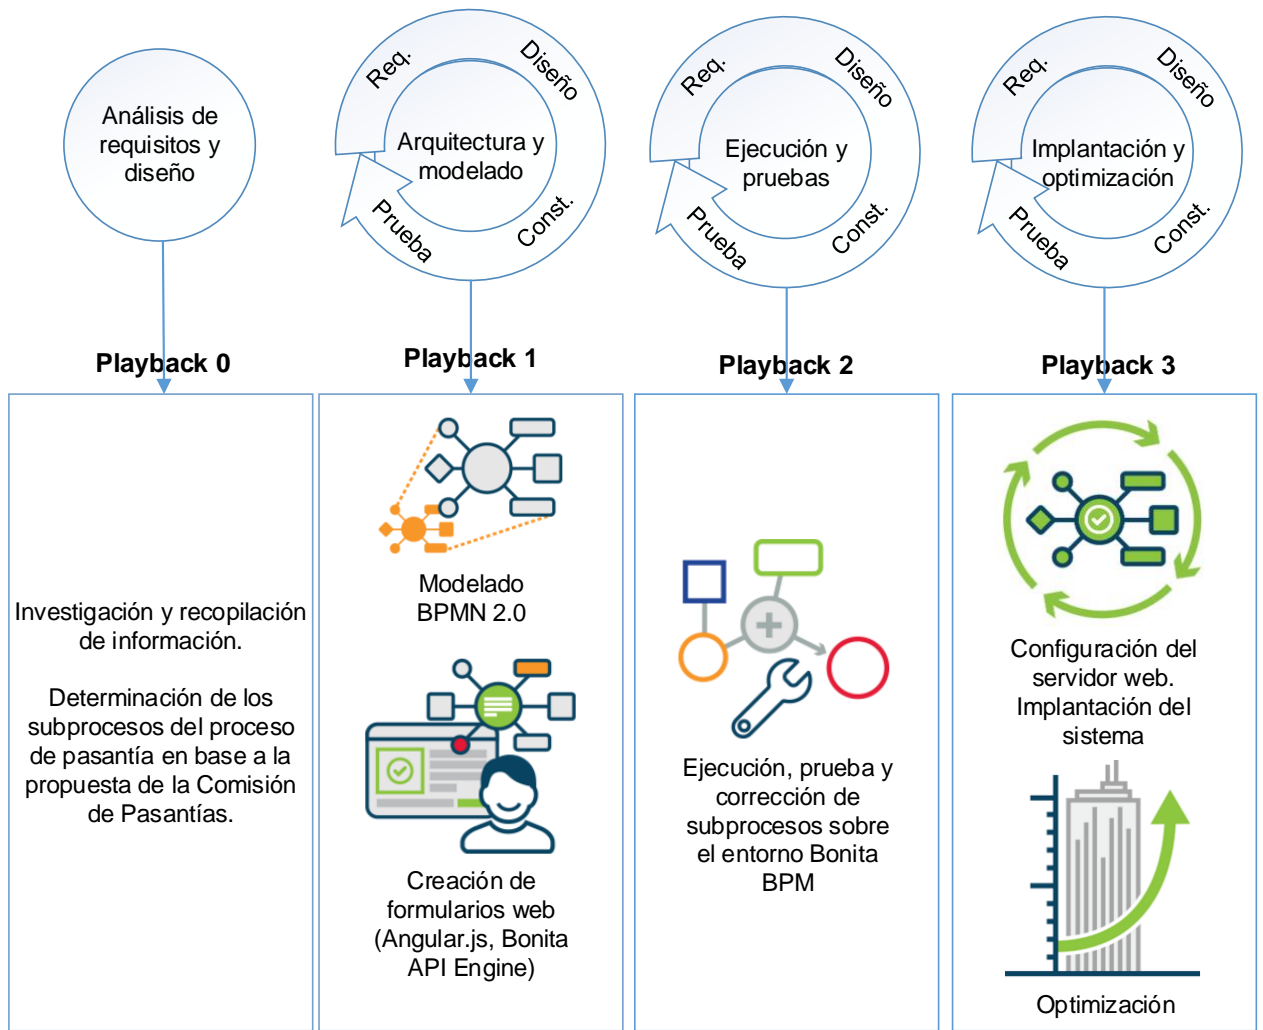 Análisis de
requisitos y
diseño
Req.
Diseño
Arquitectura y
modelado
Prueba
Const.
Req.
Diseño
Ejecución y
pruebas
Prueba
Const.
Req.
Diseño
Implantación y
optimización
Prueba
Const.
Playback 0
Playback 1
Playback 2
Playback 3
Investigación y recopilación
de información.
Determinación de los
subprocesos del proceso
de pasantía en base a la
propuesta de la Comisión
de Pasantías.
Modelado
BPMN 2.0
Creación de
formularios web
(Angular.js, Bonita
API Engine)
Ejecución, prueba y
corrección de
subprocesos sobre
el entorno Bonita
BPM
Configuración del
servidor web.
Implantación del
sistema
Optimización